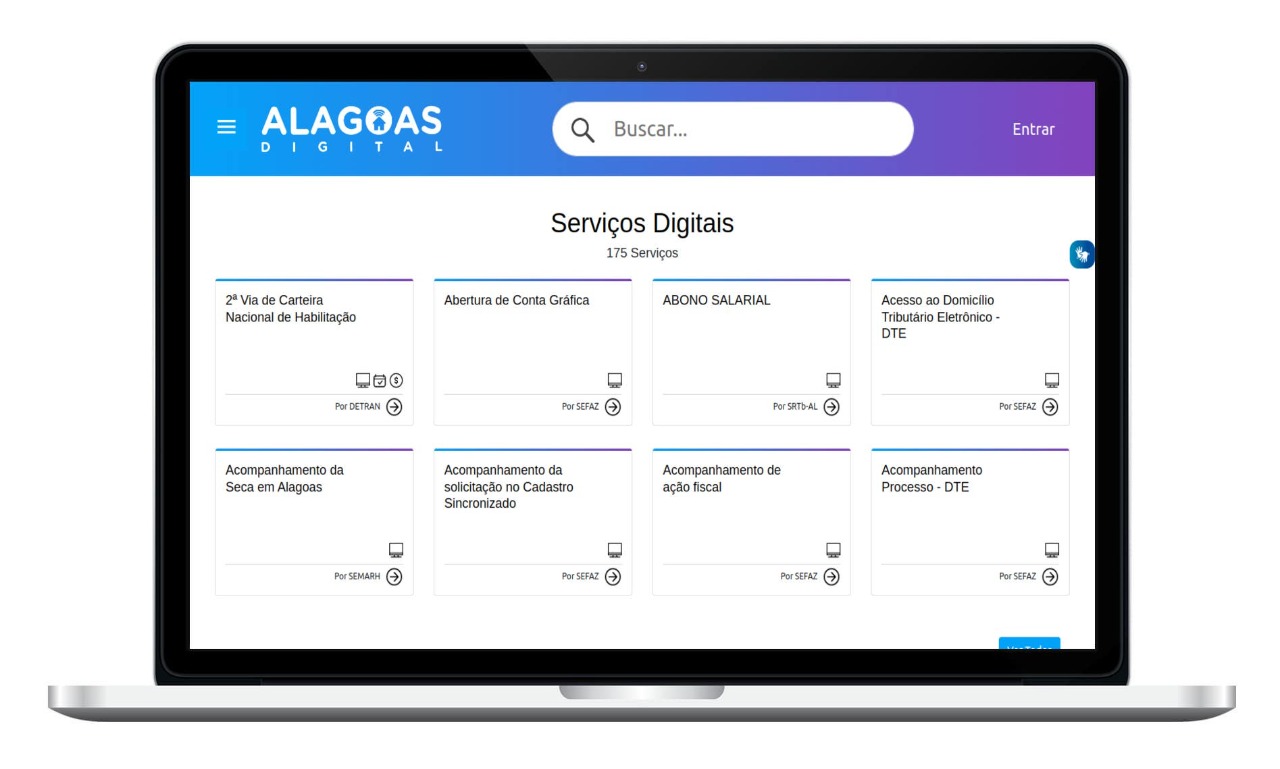 ALAGOAS
DIGITAL
Buscar...
Entrar
Serviços Digitais
175 Serviços
2ª Via de Carteira
Nacional de Habilitação
Por DETRAN
Abertura de Conta Gráfica
Por SEFAZ
ABONO SALARIAL
Por SRTb-AL
Acesso ao Domicílio
Tributário Eletrônico -
DTE
Por SEFAZ
Acompanhamento da
Seca em Alagoas
Por SEMARH
Acompanhamento da
solicitação no Cadastro
Sincronizado
Por SEFAZ
Acompanhamento de
ação fiscal
Por SEFAZ
Acompanhamento
Processo - DTE
Por SEFAZ